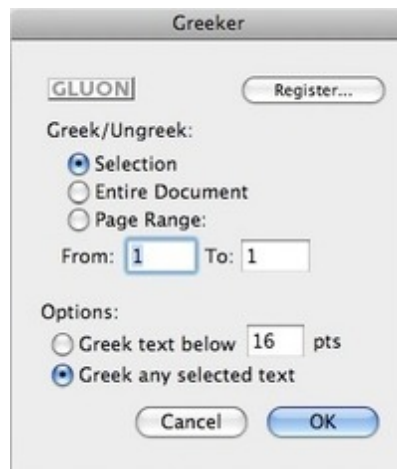 Greeker
GLUON Register...
Greek/Ungreek:
Selection
Entire Document
Page Range:
From: 1 To: 1
Options:
Greek text below 16 pts
Greek any selected text
Cancel OK